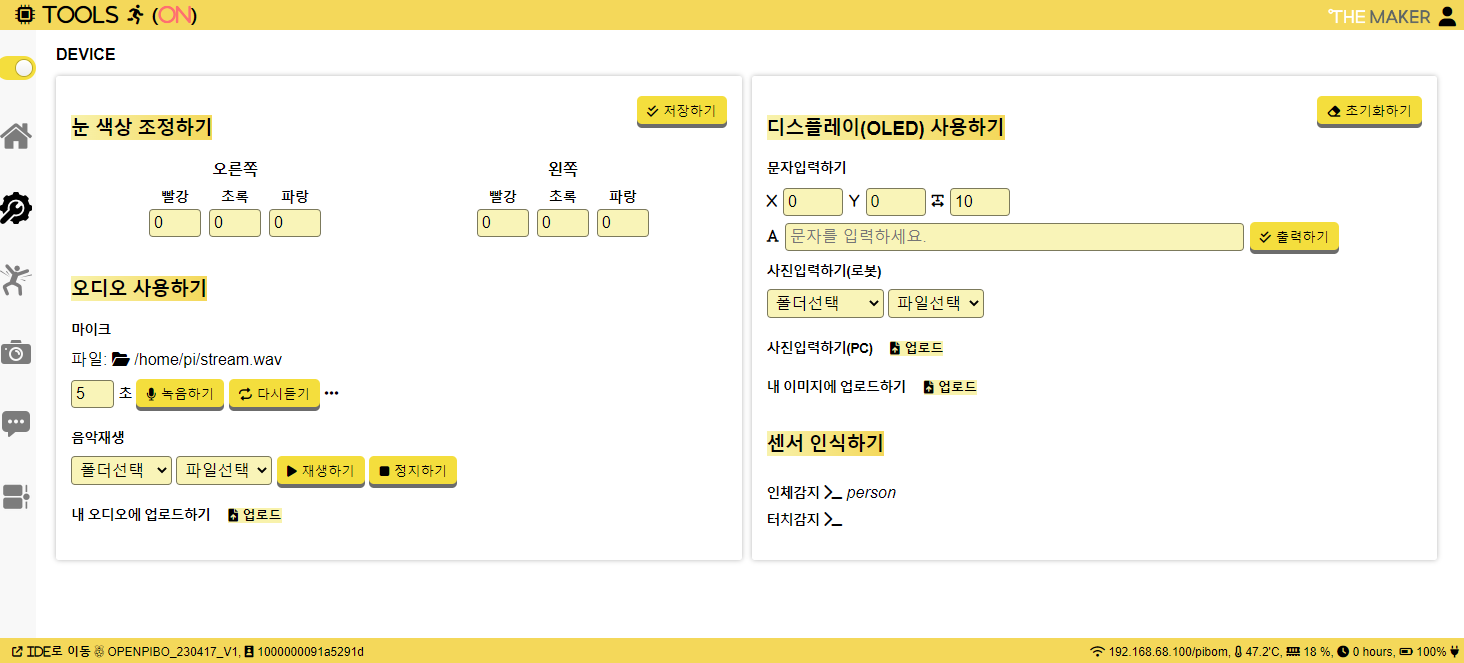 TOOLS (ON)
°THE MAKER
DEVICE
눈 색상 조정하기
저장하기
오른쪽
왼쪽
빨강 초록 파랑
빨강 초록 파랑
0 0 0
0 0 0
오디오 사용하기
마이크
파일: /home/pi/stream.wav
5 초 녹음하기 다시듣기 •••
음악재생
폴더선택 파일선택 재생하기 정지하기
내 오디오에 업로드하기 업로드
디스플레이(OLED) 사용하기
초기화하기
문자입력하기
X 0 Y 0 10
A 문자를 입력하세요. 출력하기
사진입력하기(로봇)
폴더선택 파일선택
사진입력하기(PC) 업로드
내 이미지에 업로드하기 업로드
센서 인식하기
인체감지 person
터치감지
IDE로 이동 OPENPIBO_230417_V1, 1000000091a5291d
192.168.68.100/pibom, 47.2'C, 18 %, 0 hours, 100%